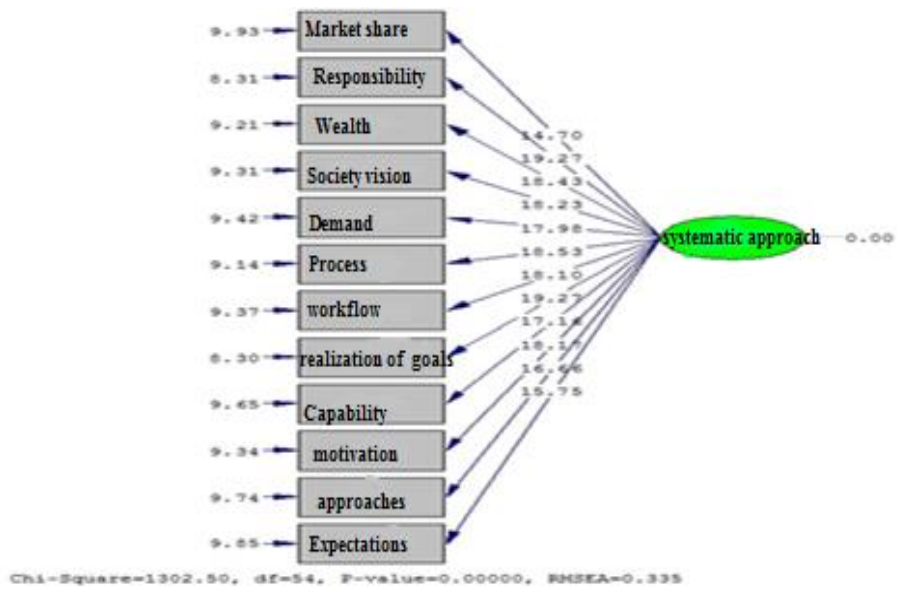 9.93 Market share
8.31 Responsibility
9.21 Wealth
9.31 Society vision
9.42 Demand
9.14 Process
9.37 workflow
8.30 realization of goals
9.65 Capability
9.34 motivation
9.74 approaches
9.85 Expectations
14.70
19.27
18.43
18.23
17.98
18.53
18.10
19.27
18.17
16.66
15.75
systematic approach 0.00
Chi-Square=1302.50, df=54, P-value=0.00000, RMSEA=0.335